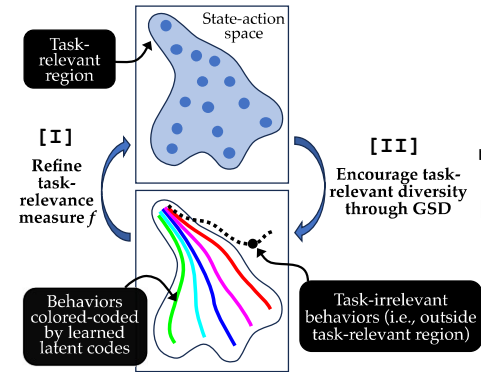 State-action
space
Task-
relevant
region
[I]
Refine
task-
relevance
measure f
[II]
Encourage task-
relevant diversity
through GSD
Behaviors
colored-coded
by learned
latent codes
Task-irrelevant
behaviors (i.e., outside
task-relevant region)